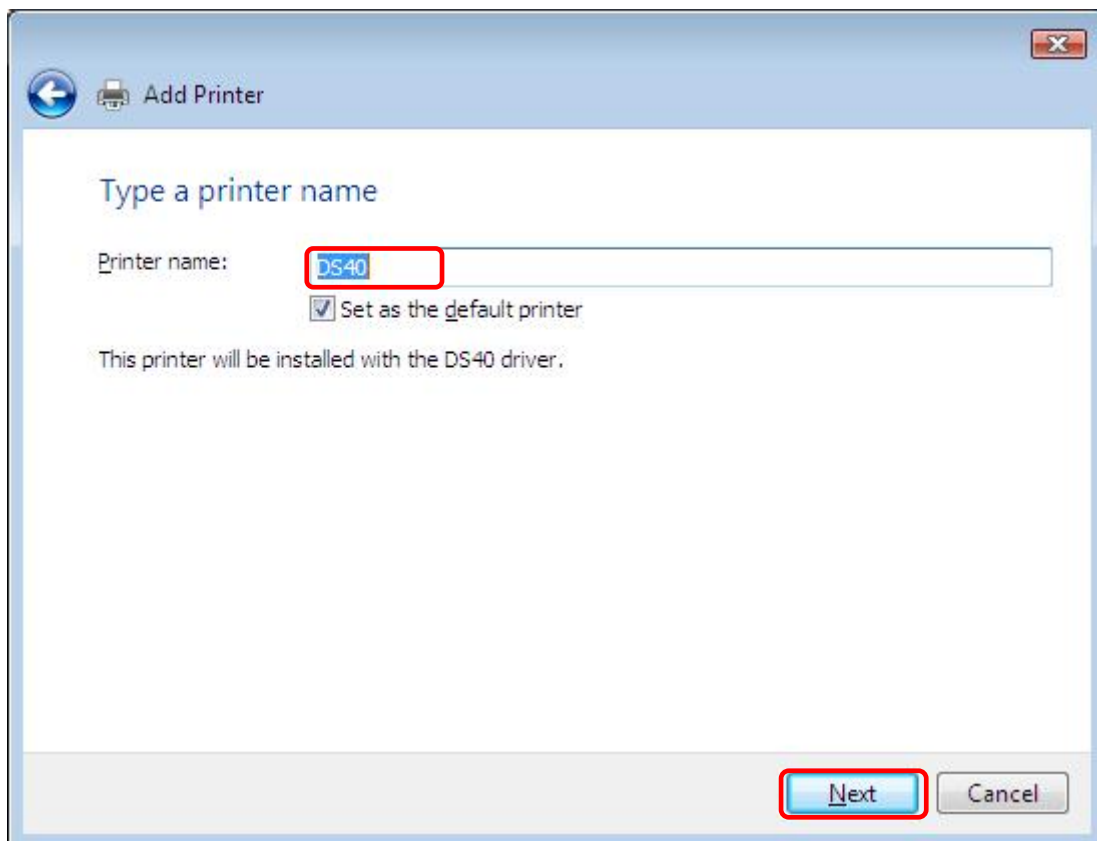 Add Printer
Type a printer name
Printer name: DS40
Set as the default printer
This printer will be installed with the DS40 driver.
Next Cancel